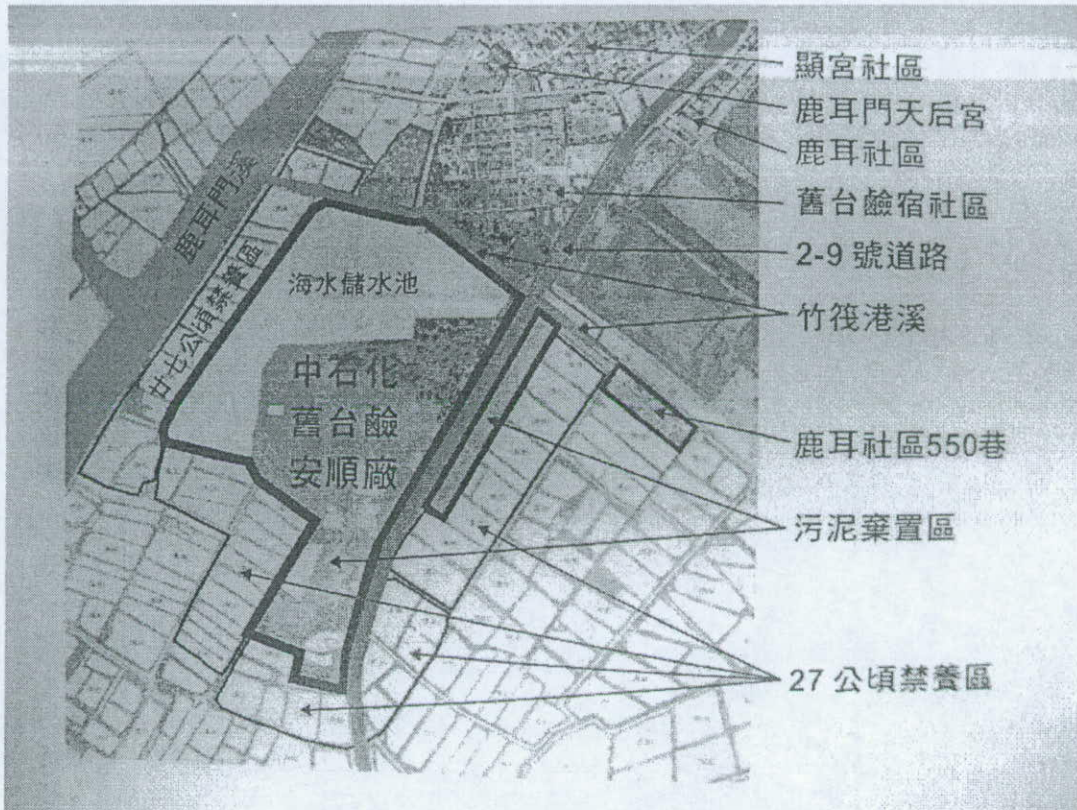 顯宮社區
鹿耳門天后宮
鹿耳社區
舊台鹼宿社區
2-9 號道路
竹筏港溪
鹿耳門溪
廿七公頃禁養區
海水儲水池
中石化
舊台鹼
安順廠
鹿耳社區550巷
污泥棄置區
27 公頃禁養區